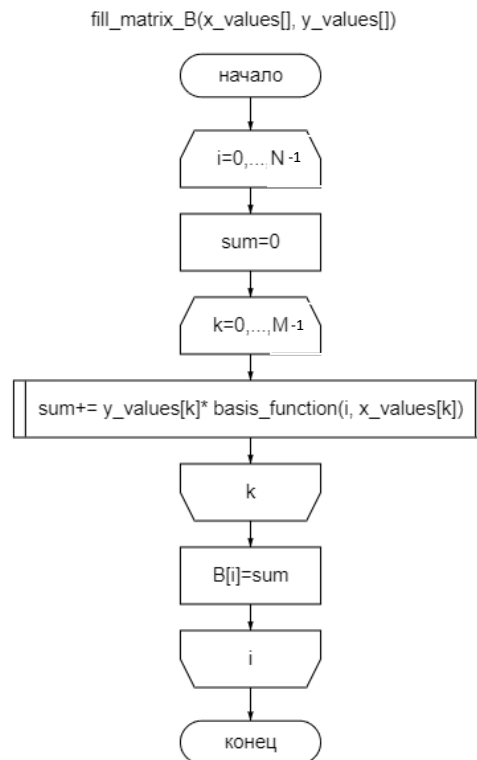 fill_matrix_B(x_values[], y_values[])
начало
i=0,...,N -1
sum=0
k=0,...,M -1
sum+= y_values[k]* basis_function(i, x_values[k])
k
B[i]=sum
i
конец